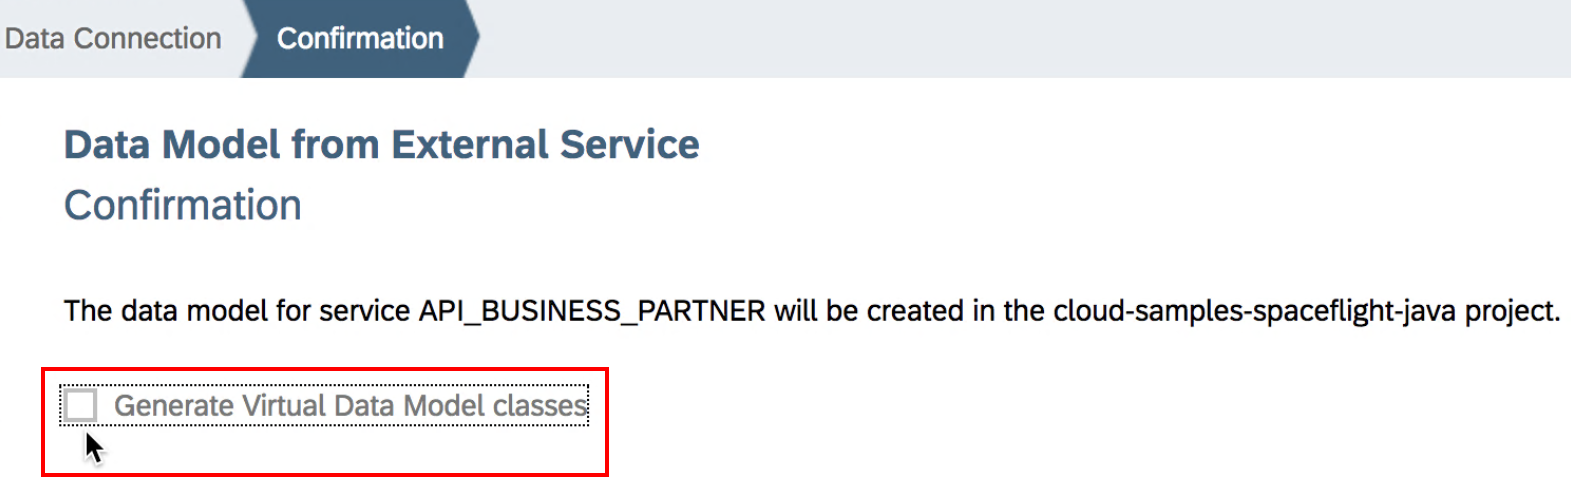 Data Connection Confirmation
Data Model from External Service
Confirmation
The data model for service API_BUSINESS_PARTNER will be created in the cloud-samples-spaceflight-java project.
Generate Virtual Data Model classes